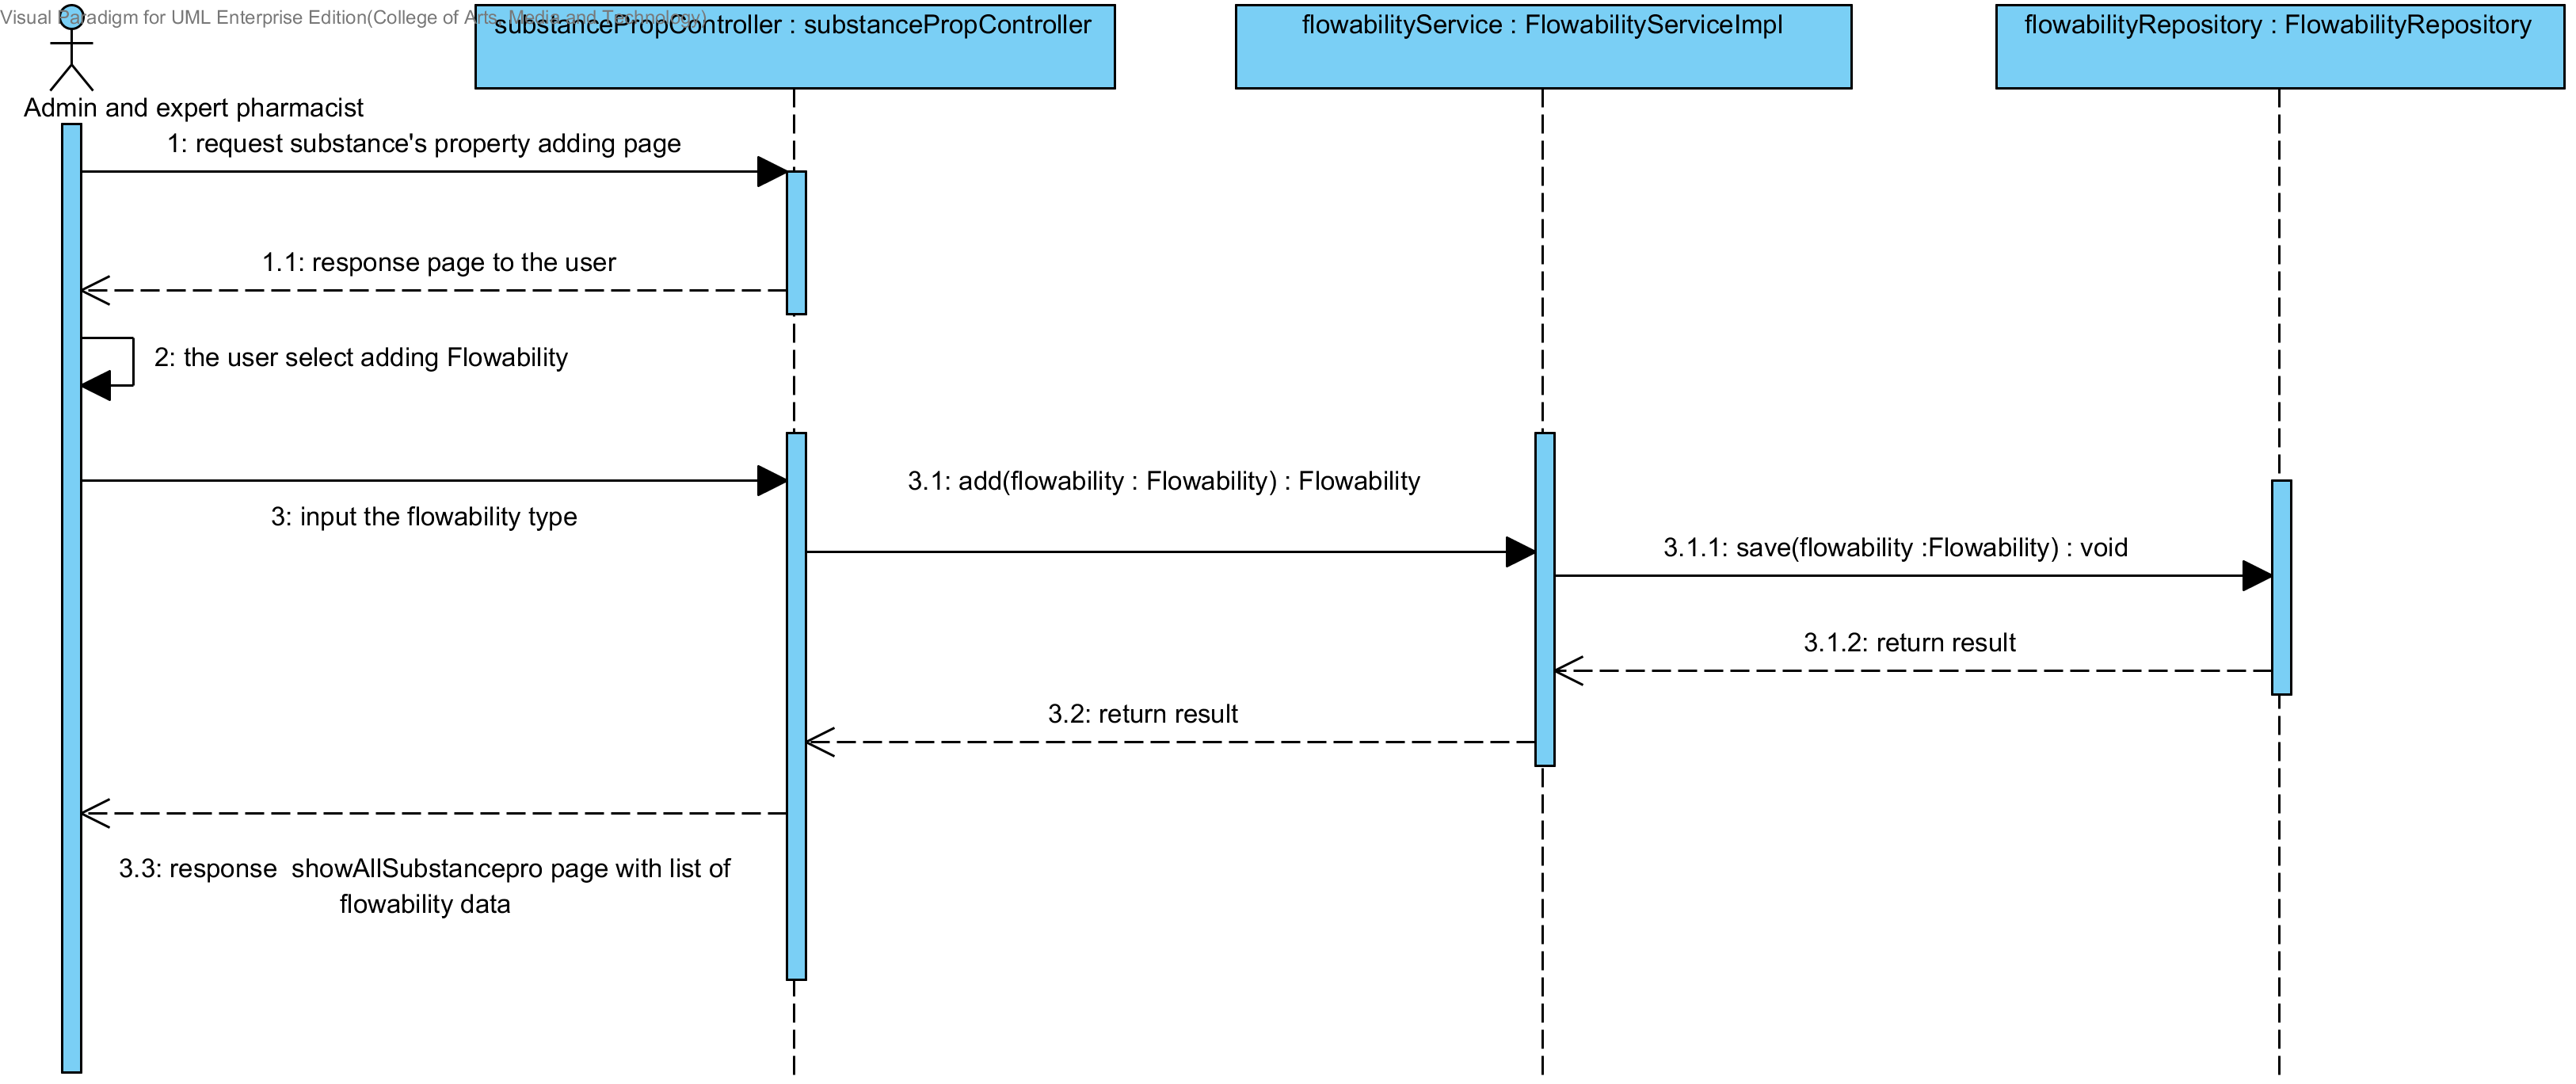 Visual Paradigm for UML Enterprise Edition(College of Arts, Media and Technology)
substancePropController : substancePropController
flowabilityService : FlowabilityServiceImpl
flowabilityRepository : FlowabilityRepository
Admin and expert pharmacist
1: request substance's property adding page
1.1: response page to the user
2: the user select adding Flowability
3: input the flowability type
3.1: add(flowability : Flowability) : Flowability
3.1.1: save(flowability :Flowability) : void
3.1.2: return result
3.2: return result
3.3: response  showAllSubstancepro page with list of
flowability data